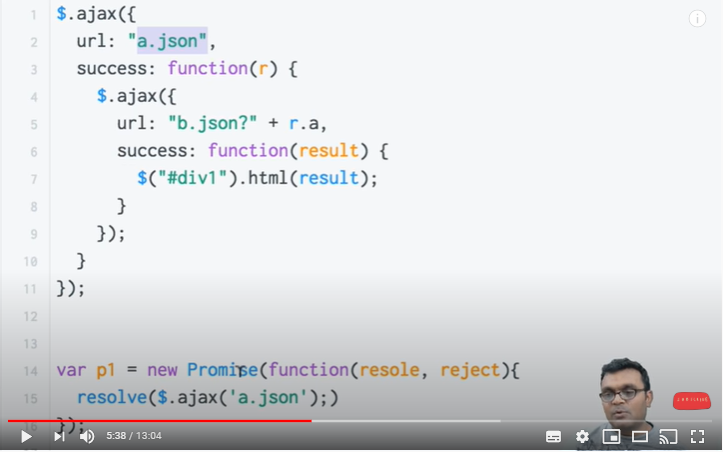 1 $.ajax({
2 url: "a.json",
3 success: function(r) {
4 $.ajax({
5 url: "b.json?" + r.a,
6 success: function(result) {
7 $("#div1").html(result);
8 }
9 });
10 }
11 });
12
13
14 var p1 = new Promise(function(resole, reject){
15 resolve($.ajax('a.json');)
16 });
5:38 / 13:04